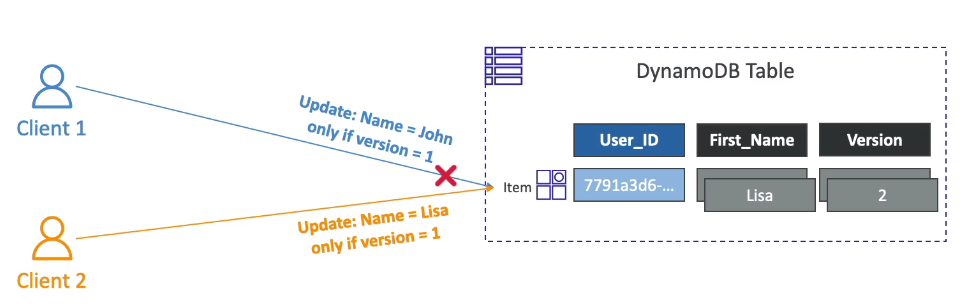 DynamoDB Table
Client 1
Update: Name = John
only if version = 1
User_ID
First_Name
Version
Item
7791a3d6-...
Lisa
2
Update: Name = Lisa
only if version = 1
Client 2